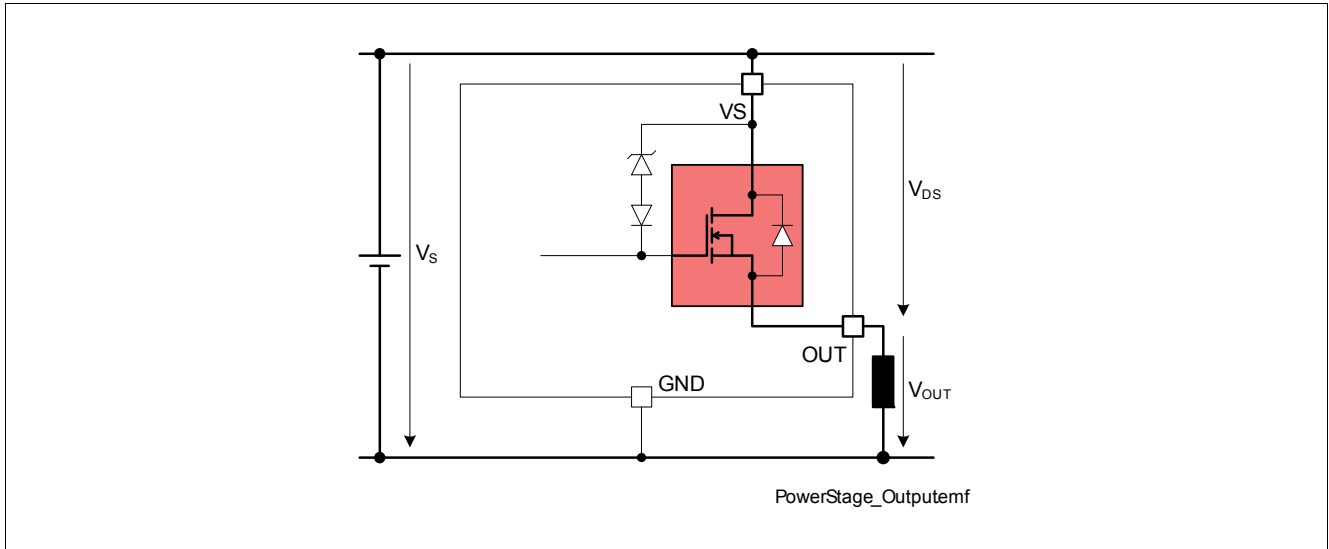 VS
V_DS
V_S
OUT
GND
V_OUT
PowerStage_Outputemf